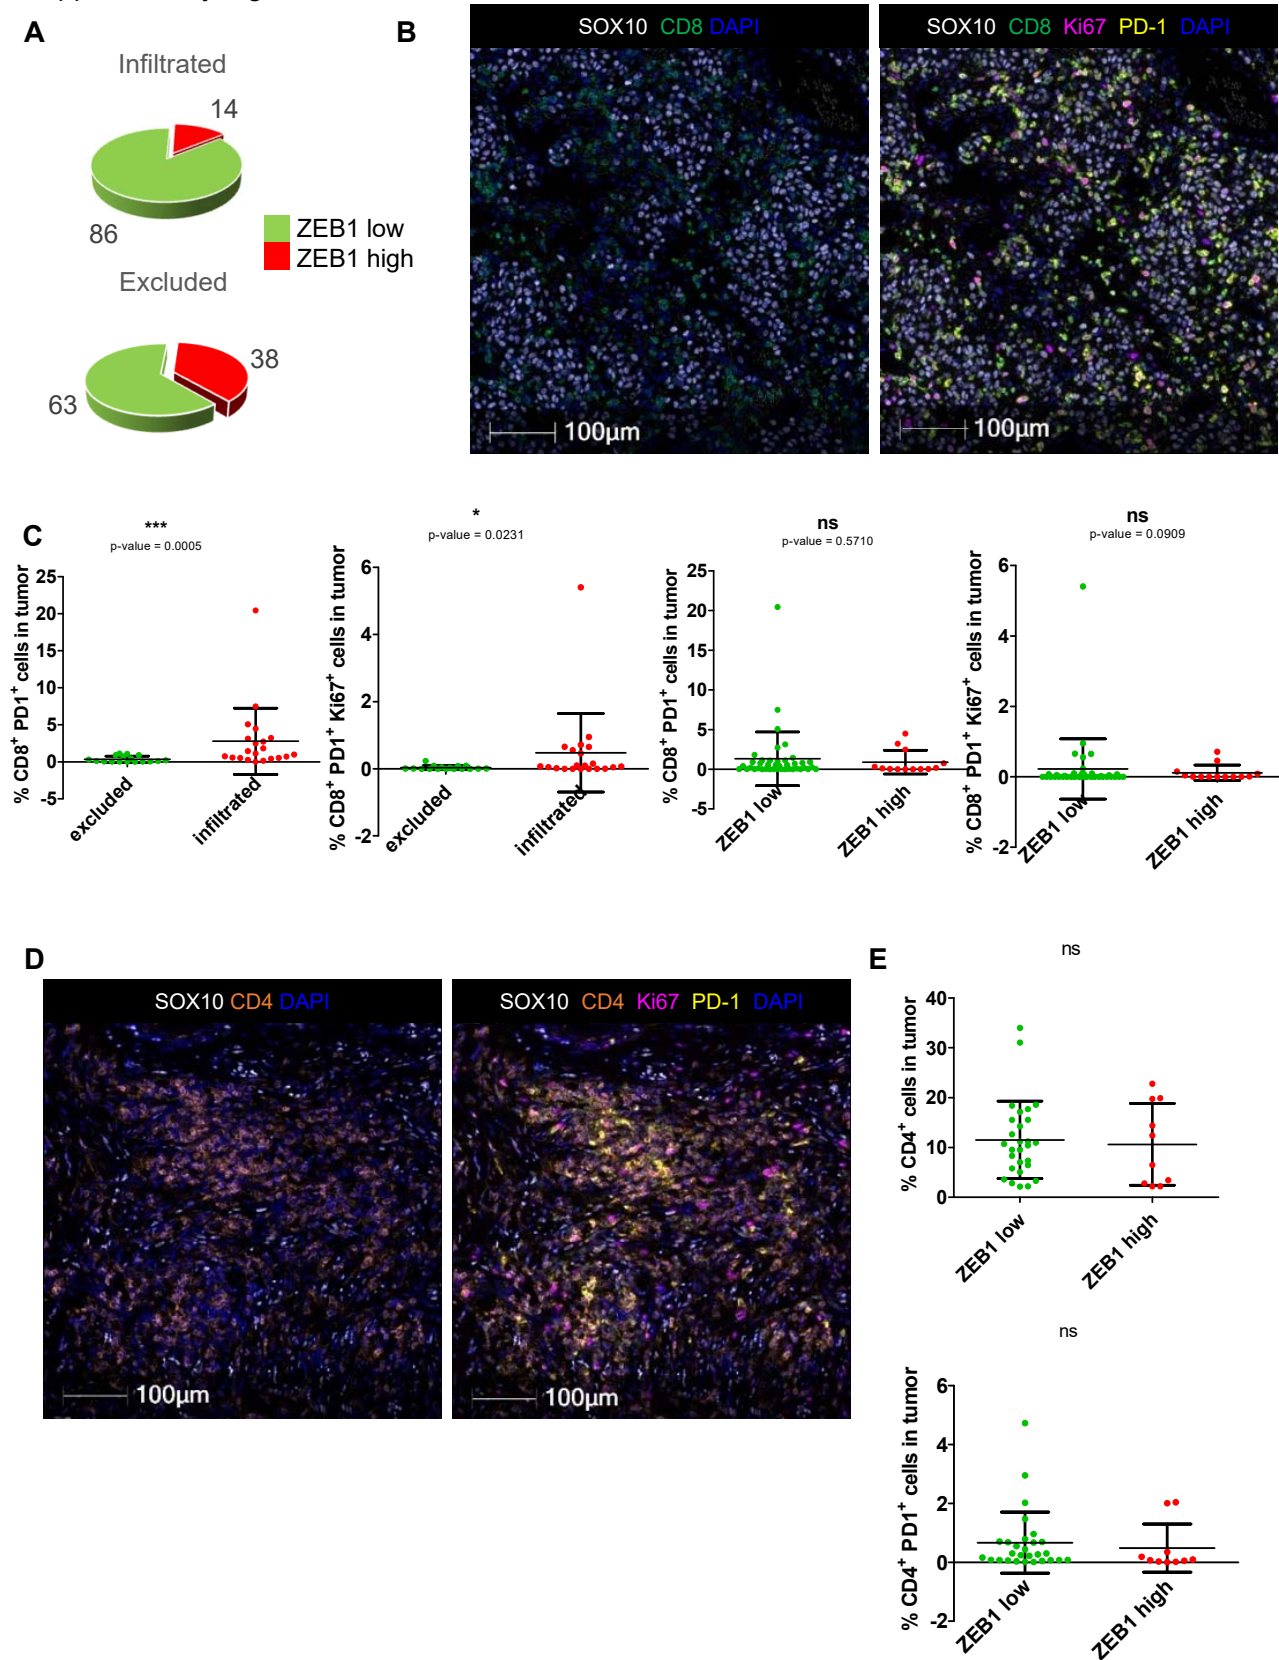 A
Infiltrated
14
86
ZEB1 low
ZEB1 high
Excluded
38
63
B
SOX10 CD8 DAPI
100μm
SOX10 CD8 Ki67 PD-1 DAPI
100μm
C
***
p-value = 0.0005
% CD8+ PD1+ cells in tumor
25
20
15
10
5
0
-5
excluded
infiltrated
*
p-value = 0.0231
% CD8+ PD1+ Ki67+ cells in tumor
6
4
2
0
-2
excluded
infiltrated
ns
p-value = 0.5710
% CD8+ PD1+ cells in tumor
25
20
15
10
5
0
-5
ZEB1 low
ZEB1 high
ns
p-value = 0.0909
% CD8+ PD1+ Ki67+ cells in tumor
6
4
2
0
-2
ZEB1 low
ZEB1 high
D
SOX10 CD4 DAPI
100μm
SOX10 CD4 Ki67 PD-1 DAPI
100μm
E
ns
% CD4+ cells in tumor
40
30
20
10
0
ZEB1 low
ZEB1 high
ns
% CD4+ PD1+ cells in tumor
6
4
2
0
-2
ZEB1 low
ZEB1 high